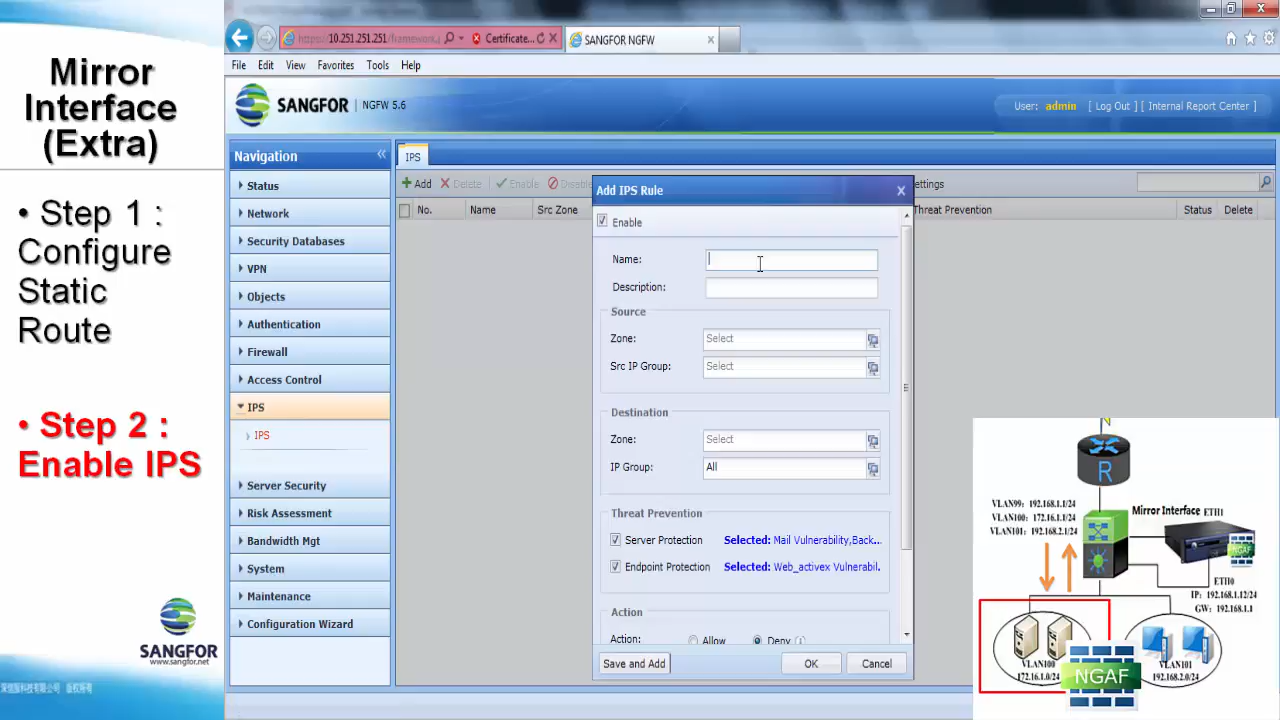 Mirror
Interface
(Extra)
• Step 1 :
Configure
Static
Route
• Step 2 :
Enable IPS
SANGFOR
www.sangfor.net
https://10.251.251.251/framework.
Certificate...
SANGFOR NGFW
File Edit View Favorites Tools Help
SANGFOR | NGFW 5.6
User: admin [ Log Out ] [ Internal Report Center ]
Navigation
Status
Network
Security Databases
VPN
Objects
Authentication
Firewall
Access Control
IPS
IPS
Server Security
Risk Assessment
Bandwidth Mgt
System
Maintenance
Configuration Wizard
IPS
Add Delete Enable Disable ettings
No. Name Src Zone Threat Prevention Status Delete
Add IPS Rule
Enable
Name:
Description:
Source
Zone: Select
Src IP Group: Select
Destination
Zone: Select
IP Group: All
Threat Prevention
Server Protection Selected: Mail Vulnerability,Back...
Endpoint Protection Selected: Web_activex Vulnerabil.
Action
Action: Allow Deny
Save and Add OK Cancel
R
VLAN99: 192.168.1.1/24
VLAN100: 172.16.1.1/24
VLAN101: 192.168.2.1/24
Mirror Interface ETH1
NGAF
ETH0
IP: 192.168.1.12/24
GW: 192.168.1.1
VLAN100
172.16.1.0/24
NGAF
VLAN101
192.168.2.0/24